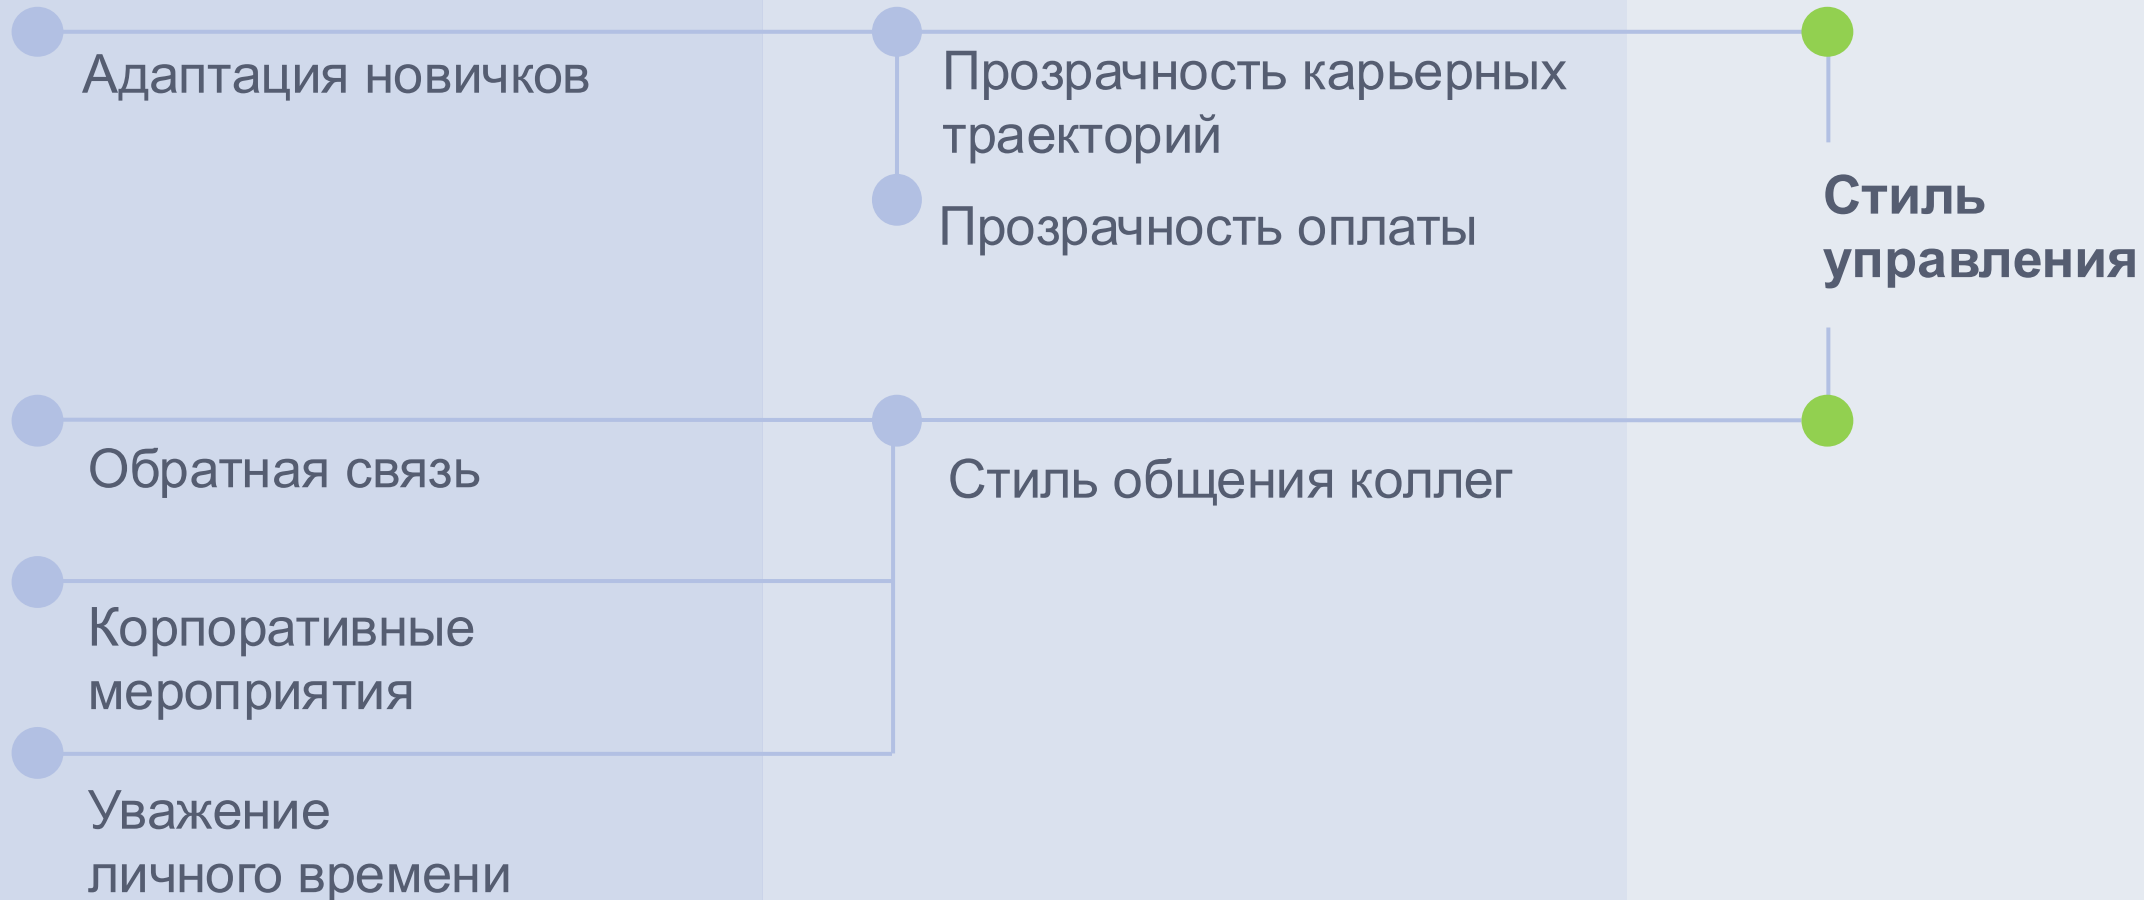 Адаптация новичков
Прозрачность карьерных
траекторий
Прозрачность оплаты
Стиль
управления
Обратная связь
Стиль общения коллег
Корпоративные
мероприятия
Уважение
личного времени